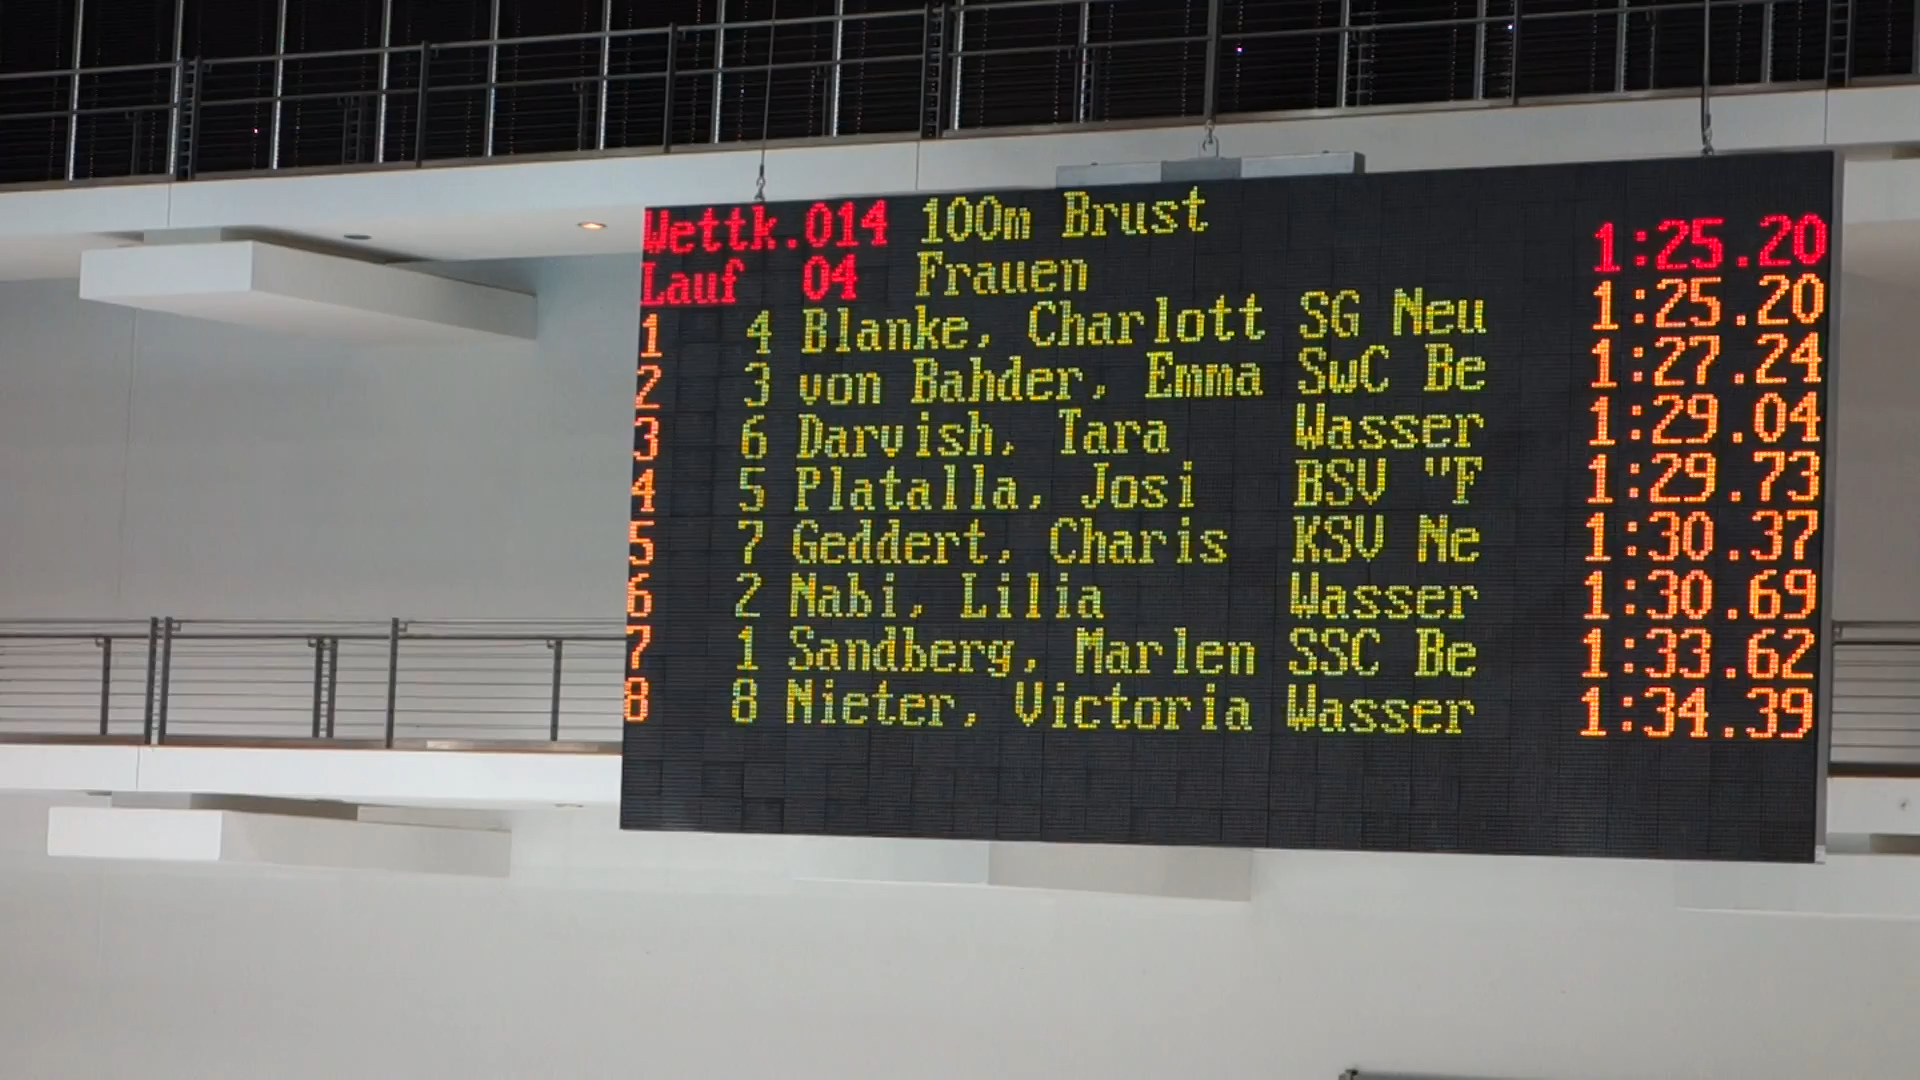 Wettk.014 100m Brust 1:25.20
Lauf 04 Frauen
1 4 Blanke, Charlott SG Neu 1:25.20
2 3 von Bahder, Emma SwC Be 1:27.24
3 6 Darvish, Tara Wasser 1:29.04
4 5 Platalla, Josi BSV "F 1:29.73
5 7 Geddert, Charis KSV Ne 1:30.37
6 2 Nabi, Lilia Wasser 1:30.69
7 1 Sandberg, Marlen SSC Be 1:33.62
8 8 Nieter, Victoria Wasser 1:34.39